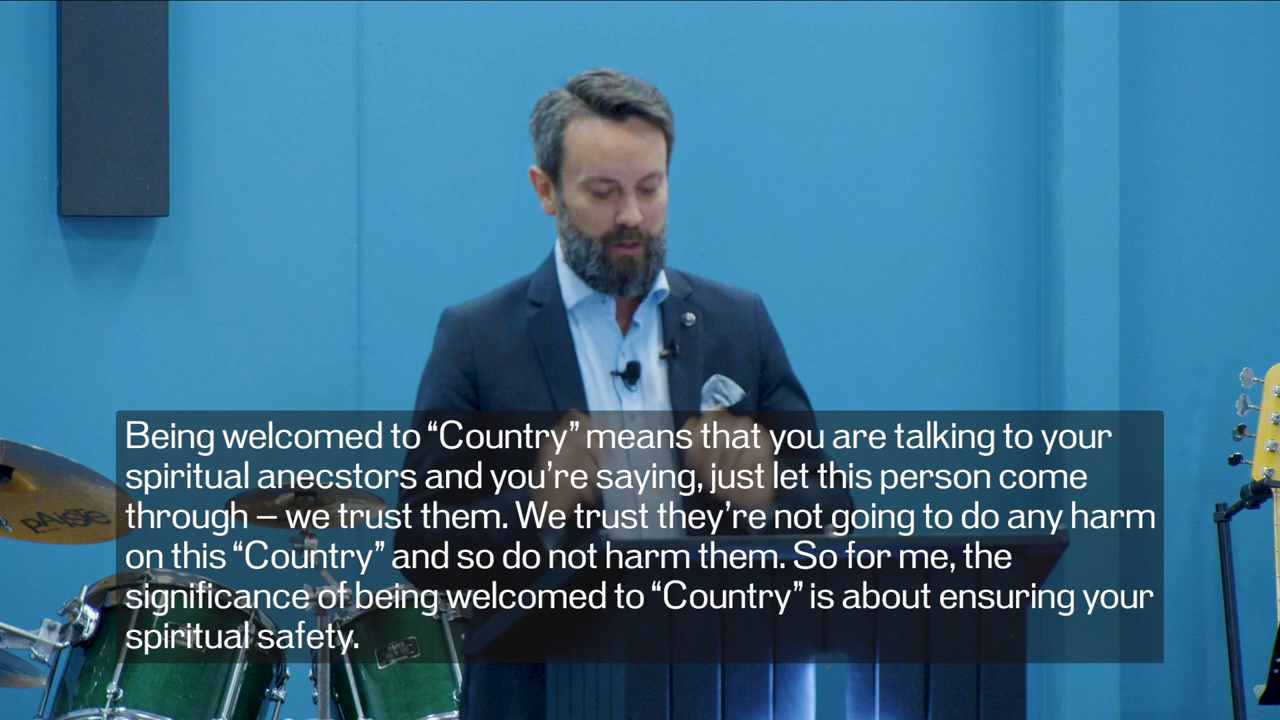 Being welcomed to “Country” means that you are talking to your
spiritual anecstors and you’re saying, just let this person come
through – we trust them. We trust they’re not going to do any harm
on this “Country” and so do not harm them. So for me, the
significance of being welcomed to “Country” is about ensuring your
spiritual safety.
PAISTE